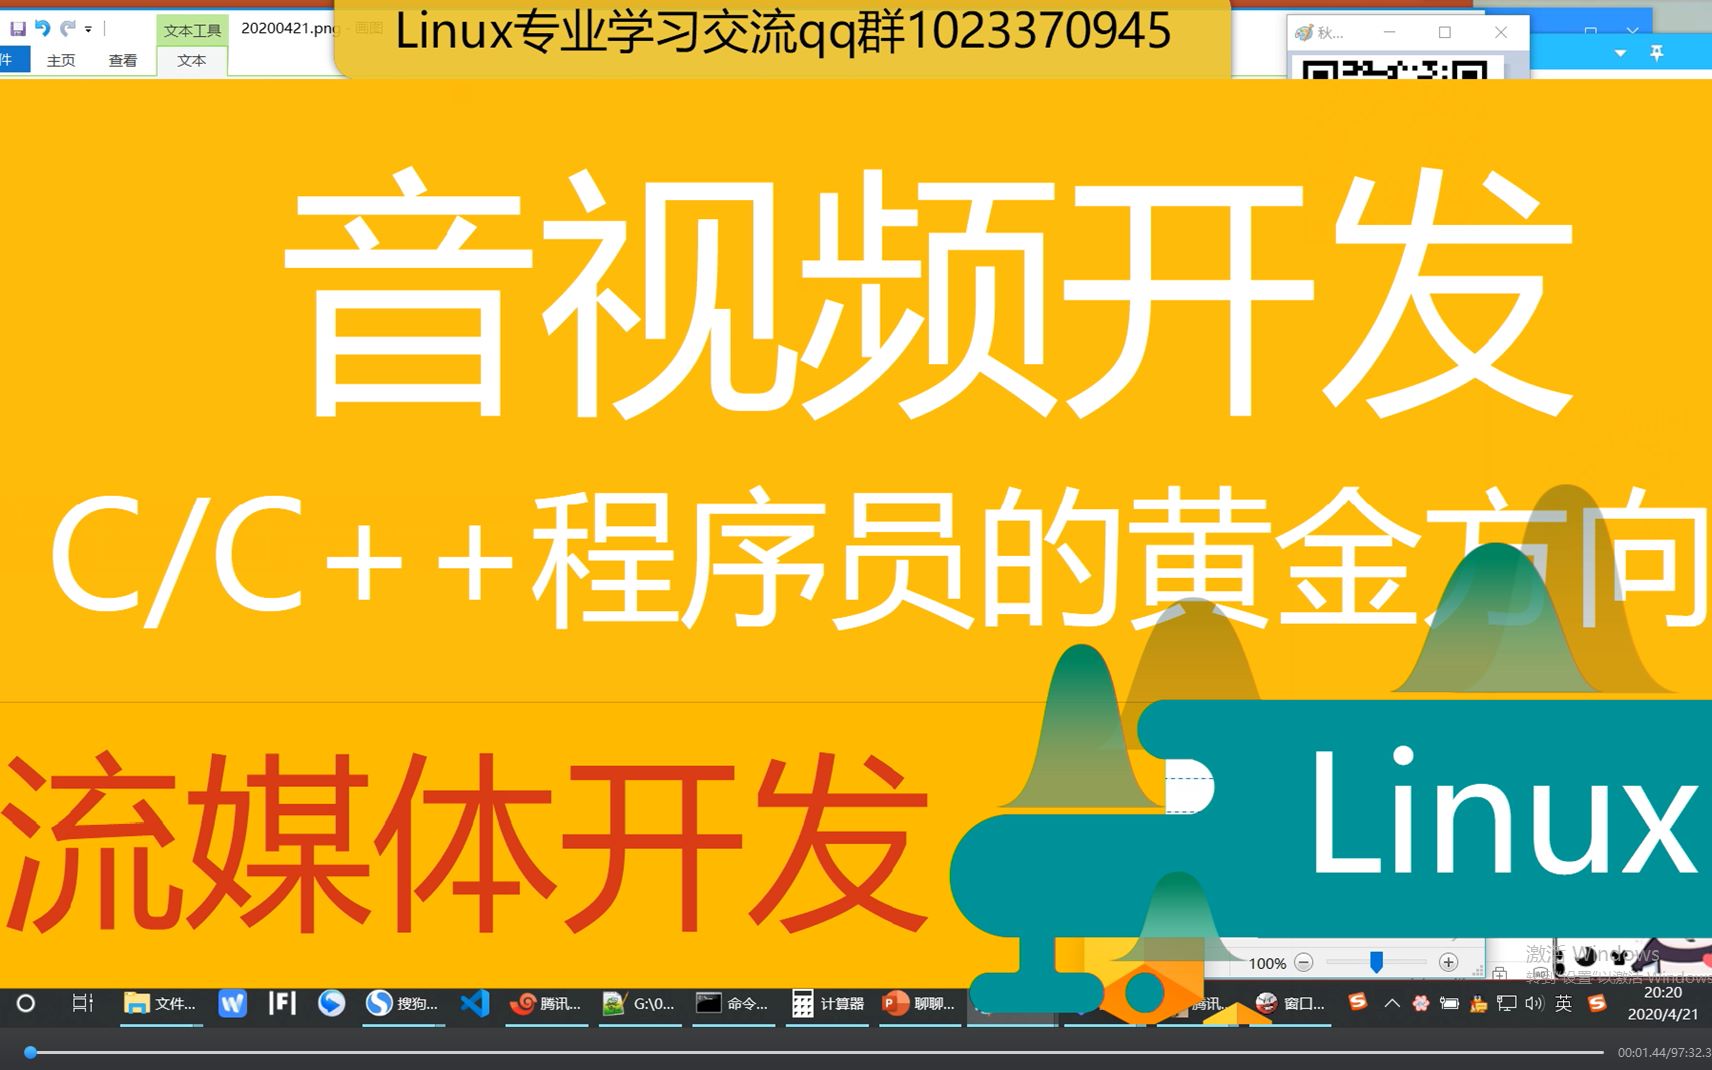 文本工具
20200421.png - 画图
Linux专业学习交流qq群1023370945
秋...
件
主页
查看
文本
音视频开发
C/C++程序员的黄金方向
流媒体开发
Linux
100%
激活 Windows
转到"设置"以激活 Windows
文件...
搜狗...
腾讯...
G:\0...
命令...
计算器
聊聊...
腾讯...
窗口...
英
20:20
2020/4/21
00:01.44/97:32.3